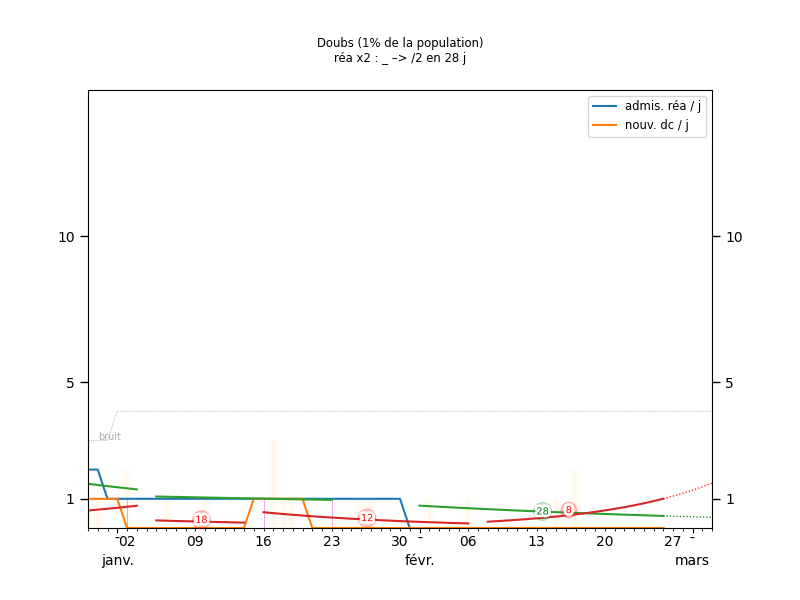 Doubs (1% de la population)
réa x2 : _ –> /2 en 28 j
admis. réa / j
nouv. dc / j
10 10
5 5
bruit
1 1
18 12 28 8
02 09 16 23 30 06 13 20 27
janv. févr. mars